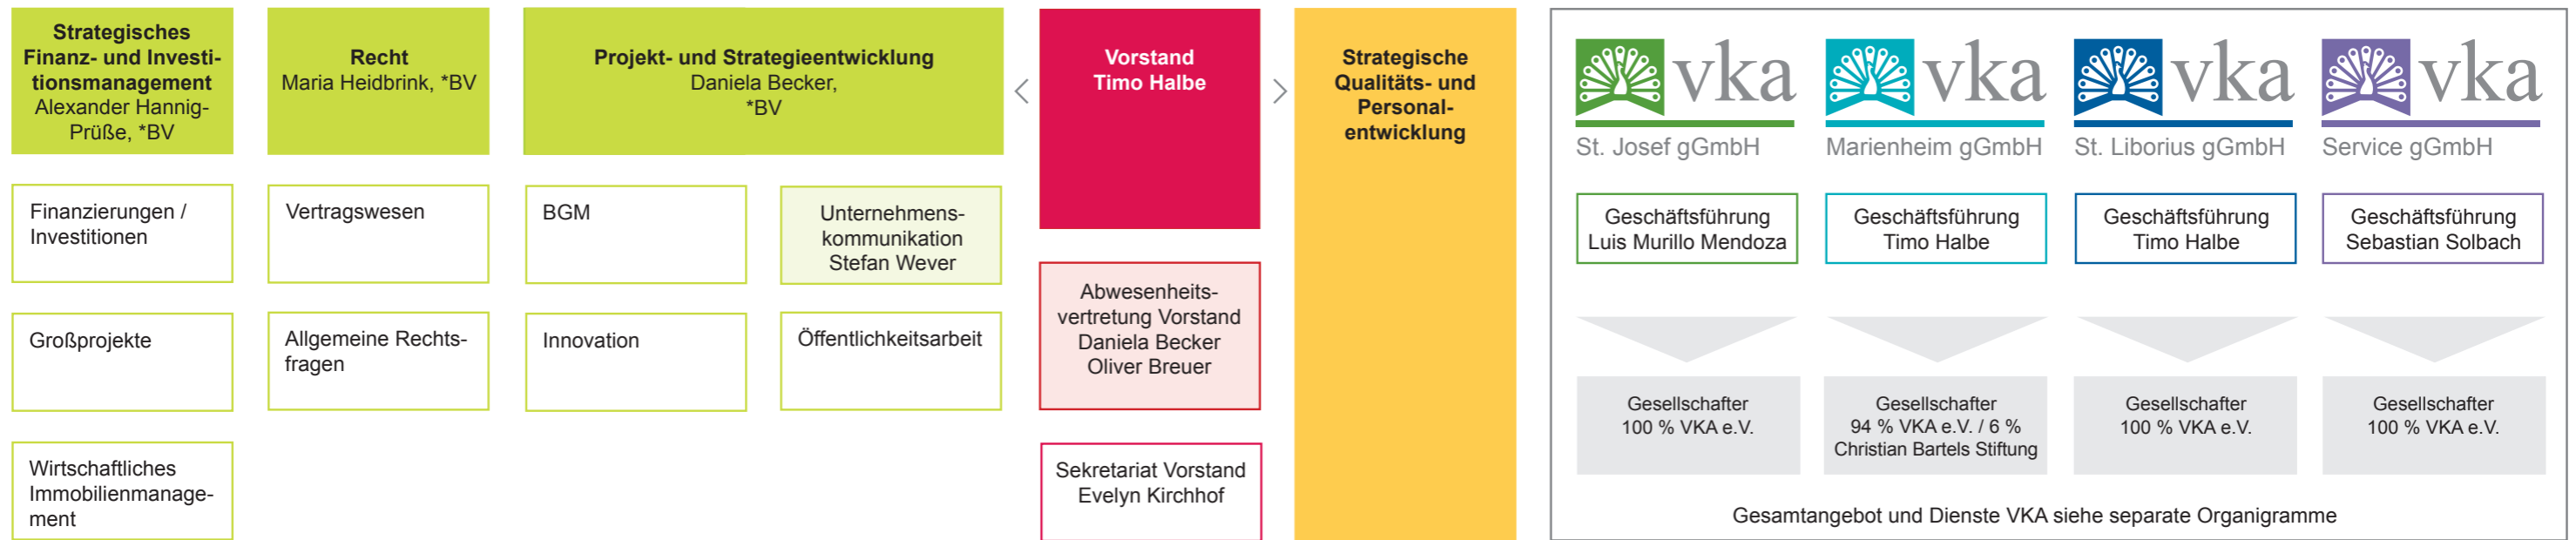 Strategisches
Finanz- und Investi-
tionsmanagement
Alexander Hannig-
Prüße, *BV
Finanzierungen /
Investitionen
Großprojekte
Wirtschaftliches
Immobilienmanage-
ment
Recht
Maria Heidbrink, *BV
Vertragswesen
Allgemeine Rechts-
fragen
Projekt- und Strategieentwicklung
Daniela Becker,
*BV
BGM
Innovation
Unternehmens-
kommunikation
Stefan Wever
Öffentlichkeitsarbeit
Vorstand
Timo Halbe
Abwesenheits-
vertretung Vorstand
Daniela Becker
Oliver Breuer
Sekretariat Vorstand
Evelyn Kirchhof
Strategische
Qualitäts- und
Personal-
entwicklung
vka
St. Josef gGmbH
Geschäftsführung
Luis Murillo Mendoza
Gesellschafter
100 % VKA e.V.
vka
Marienheim gGmbH
Geschäftsführung
Timo Halbe
Gesellschafter
94 % VKA e.V. / 6 %
Christian Bartels Stiftung
vka
St. Liborius gGmbH
Geschäftsführung
Timo Halbe
Gesellschafter
100 % VKA e.V.
vka
Service gGmbH
Geschäftsführung
Sebastian Solbach
Gesellschafter
100 % VKA e.V.
Gesamtangebot und Dienste VKA siehe separate Organigramme